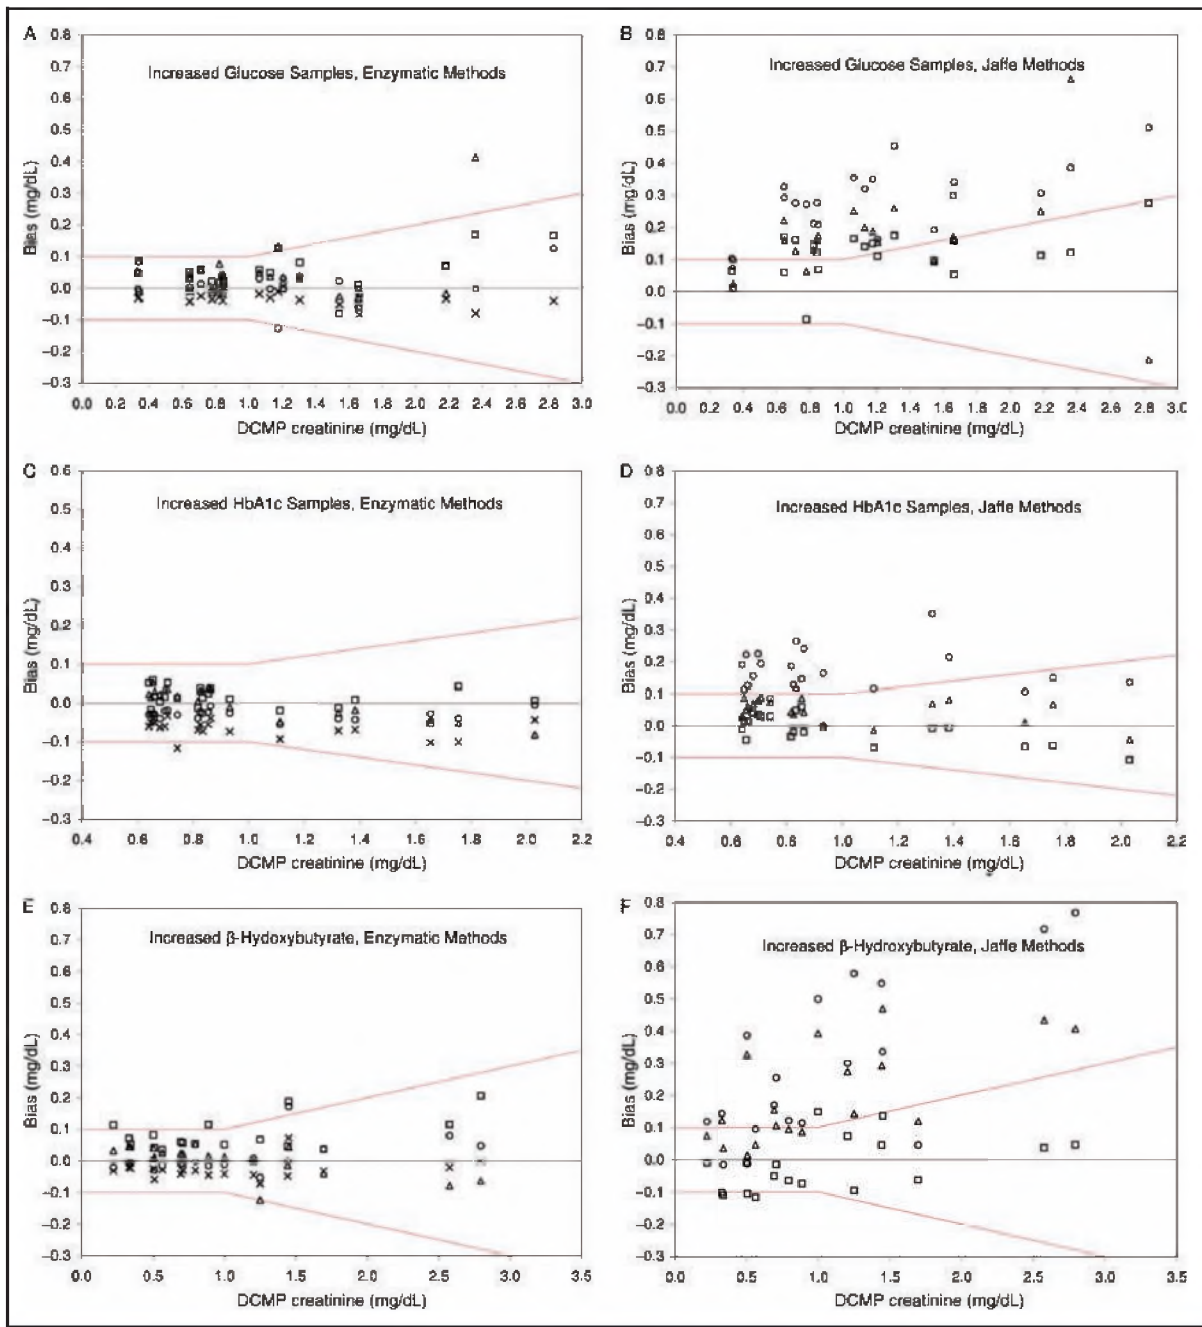 A
Increased Glucose Samples, Enzymatic Methods
Bias (mg/dL)
0.8
0.7
0.6
0.5
0.4
0.3
0.2
0.1
0.0
–0.1
–0.2
–0.3
0.0 0.2 0.4 0.6 0.8 1.0 1.2 1.4 1.6 1.8 2.0 2.2 2.4 2.6 2.8 3.0
DCMP creatinine (mg/dL)
B
Increased Glucose Samples, Jaffe Methods
Bias (mg/dL)
0.8
0.7
0.6
0.5
0.4
0.3
0.2
0.1
0.0
–0.1
–0.2
–0.3
0.0 0.2 0.4 0.6 0.8 1.0 1.2 1.4 1.6 1.8 2.0 2.2 2.4 2.6 2.8 3.0
DCMP creatinine (mg/dL)
C
Increased HbA1c Samples, Enzymatic Methods
Bias (mg/dL)
0.6
0.5
0.4
0.3
0.2
0.1
0.0
–0.1
–0.2
–0.3
0.4 0.6 0.8 1.0 1.2 1.4 1.6 1.8 2.0 2.2
DCMP creatinine (mg/dL)
D
Increased HbA1c Samples, Jaffe Methods
Bias (mg/dL)
0.8
0.7
0.6
0.5
0.4
0.3
0.2
0.1
0.0
–0.1
–0.2
–0.3
0.4 0.6 0.8 1.0 1.2 1.4 1.6 1.8 2.0 2.2
DCMP creatinine (mg/dL)
E
Increased β-Hydoxybutyrate, Enzymatic Methods
Bias (mg/dL)
0.8
0.7
0.6
0.5
0.4
0.3
0.2
0.1
0.0
–0.1
–0.2
–0.3
0.0 0.5 1.0 1.5 2.0 2.5 3.0 3.5
DCMP creatinine (mg/dL)
F
Increased β-Hydroxybutyrate, Jaffe Methods
Bias (mg/dL)
0.8
0.7
0.6
0.5
0.4
0.3
0.2
0.1
0.0
–0.1
–0.2
–0.3
0.0 0.5 1.0 1.5 2.0 2.5 3.0 3.5
DCMP creatinine (mg/dL)